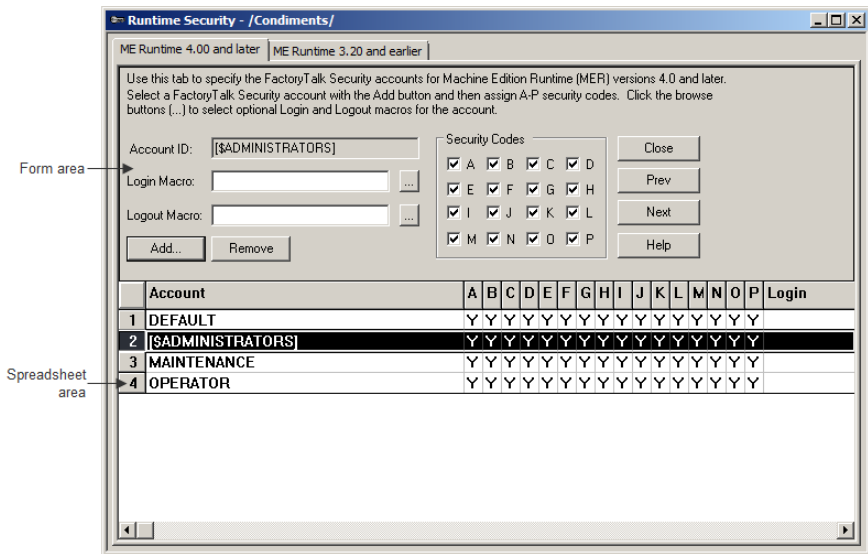 Runtime Security - /Condiments/
ME Runtime 4.00 and later
ME Runtime 3.20 and earlier
Use this tab to specify the FactoryTalk Security accounts for Machine Edition Runtime (MER) versions 4.0 and later.
Select a FactoryTalk Security account with the Add button and then assign A-P security codes. Click the browse
buttons (...) to select optional Login and Logout macros for the account.
Form area
Account ID: [$ADMINISTRATORS]
Login Macro: ...
Logout Macro: ...
Add... Remove
Security Codes
A B C D
E F G H
I J K L
M N O P
Close
Prev
Next
Help
Account A B C D E F G H I J K L M N O P Login
1 DEFAULT Y Y Y Y Y Y Y Y Y Y Y Y Y Y Y Y
2 [$ADMINISTRATORS] Y Y Y Y Y Y Y Y Y Y Y Y Y Y Y Y
3 MAINTENANCE Y Y Y Y Y Y Y Y Y Y Y Y Y Y Y Y
4 OPERATOR Y Y Y Y Y Y Y Y Y Y Y Y Y Y Y Y
Spreadsheet
area